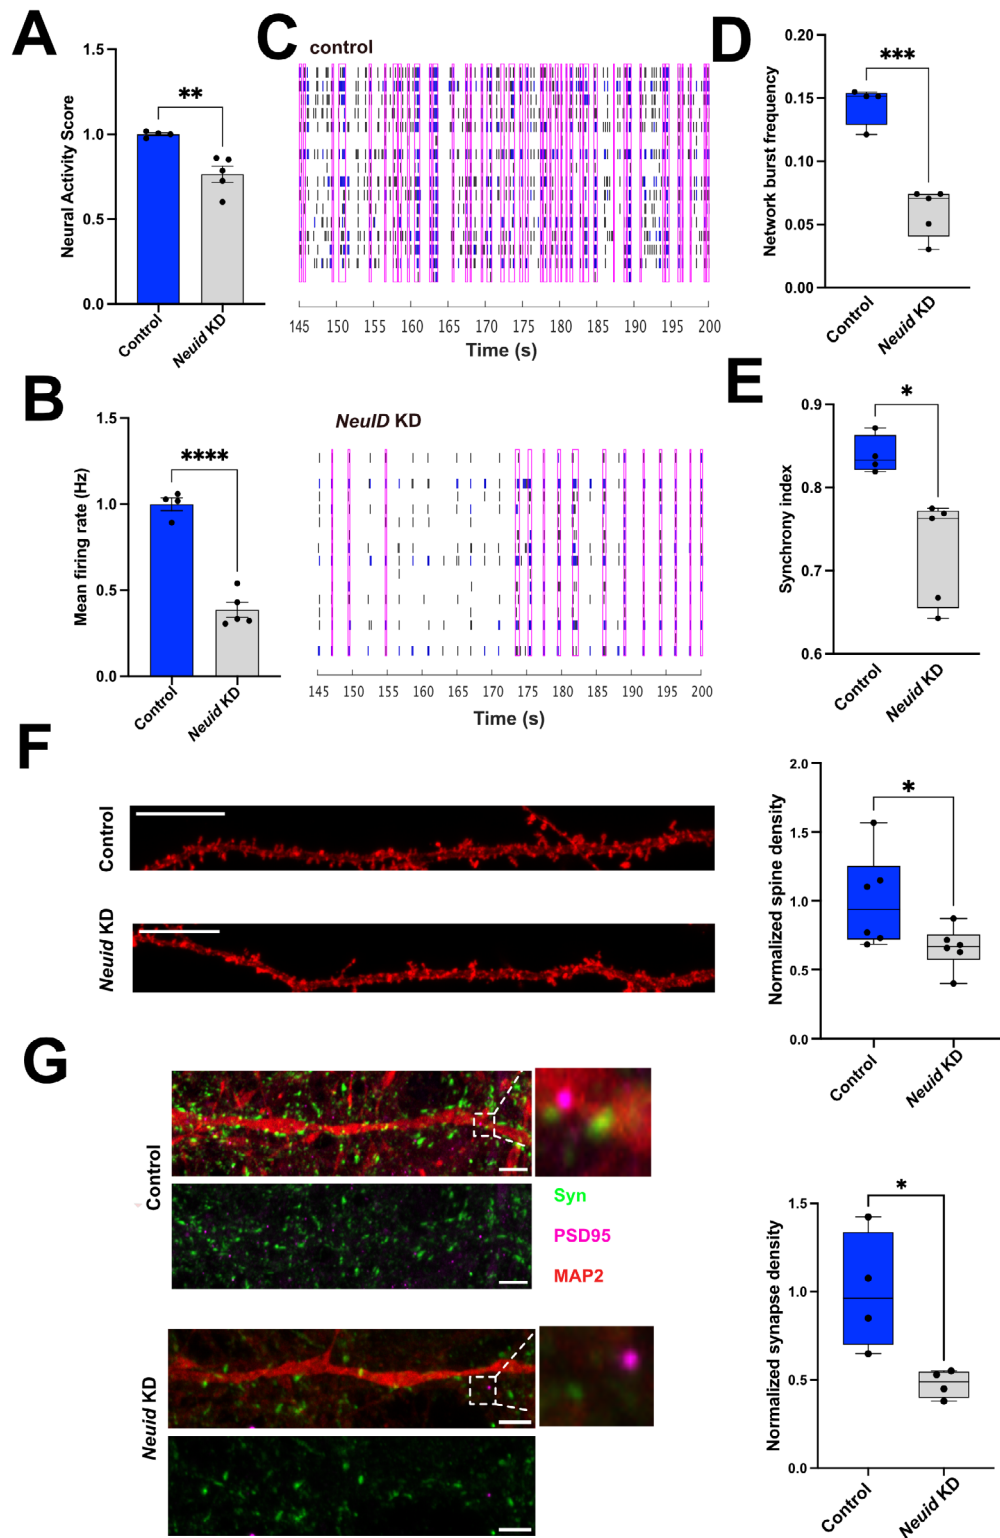 A
Neural Activity Score
1.5
1.0
0.5
0.0
**
Control
Neuid KD
B
Mean firing rate (Hz)
1.5
1.0
0.5
0.0
****
Control
Neuid KD
C
control
145 150 155 160 165 170 175 180 185 190 195 200
Time (s)
NeuID KD
145 150 155 160 165 170 175 180 185 190 195 200
Time (s)
D
Network burst frequency
0.20
0.15
0.10
0.05
0.00
***
Control
Neuid KD
E
Synchrony index
0.9
0.8
0.7
0.6
*
Control
Neuid KD
F
Control
Neuid KD
Normalized spine density
2.0
1.5
1.0
0.5
0.0
*
Control
Neuid KD
G
Control
Neuid KD
Syn
PSD95
MAP2
Normalized synapse density
1.5
1.0
0.5
0.0
*
Control
Neuid KD